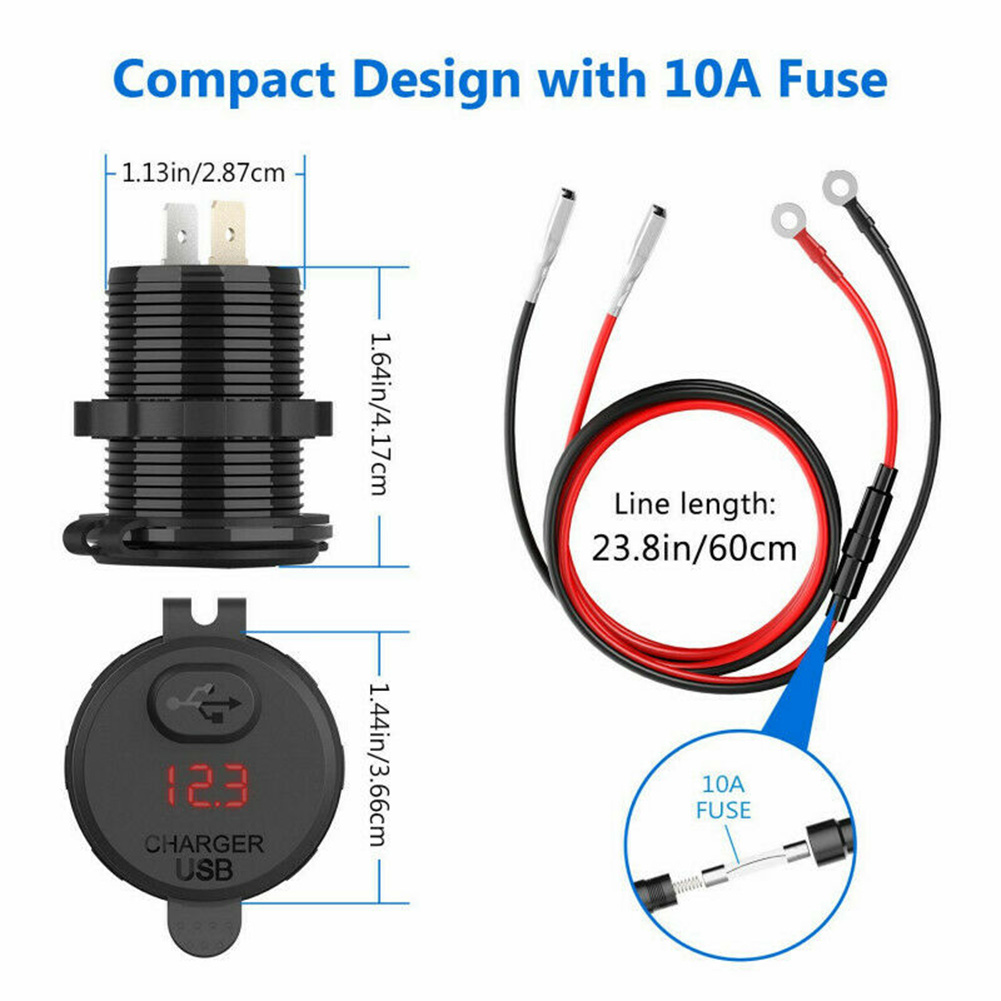 Compact Design with 10A Fuse
1.13in/2.87cm
1.64in/4.17cm
Line length:
23.8in/60cm
1.44in/3.66cm
12.3
CHARGER
USB
10A
FUSE